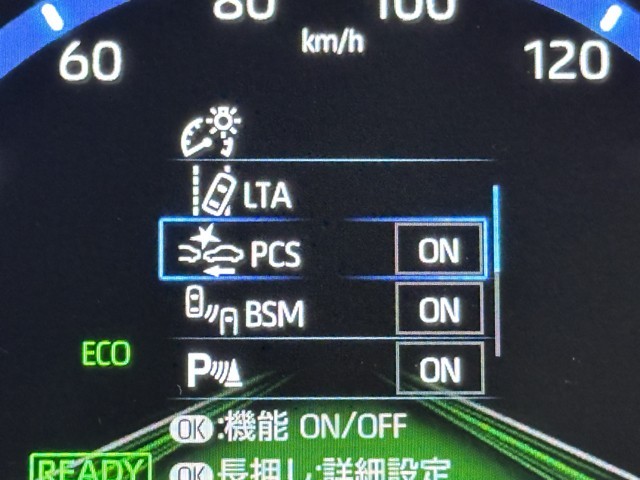 80 100
km/h
60 120
LTA
PCS ON
BSM ON
ECO
P ON
OK:機能 ON/OFF
READY
OK長押し:詳細設定